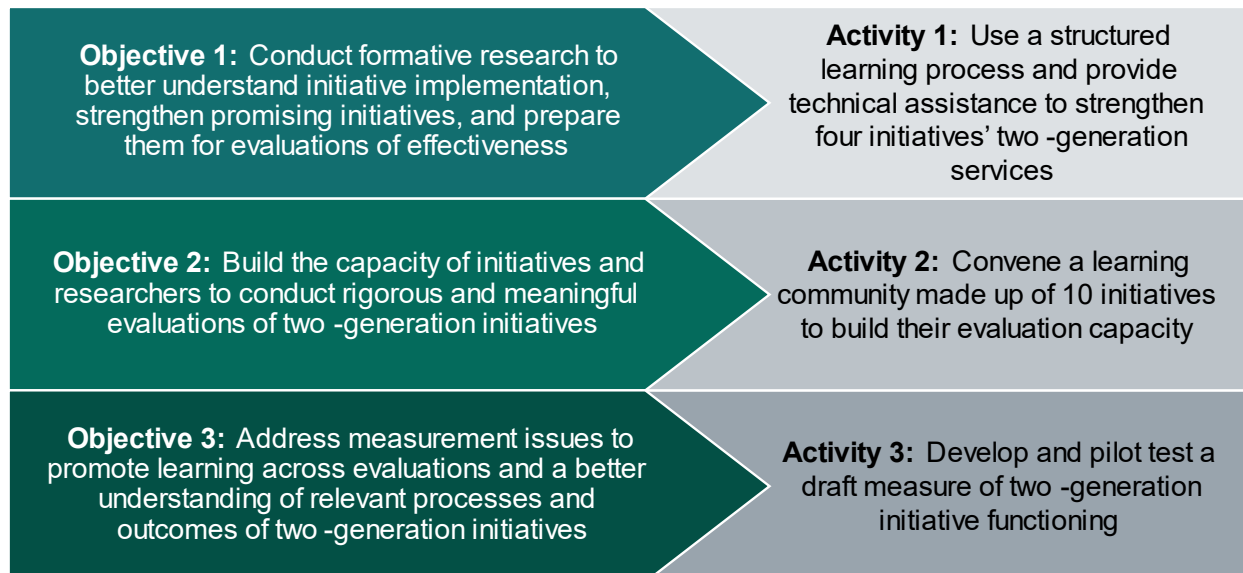 Objective 1: Conduct formative research to
better understand initiative implementation,
strengthen promising initiatives, and prepare
them for evaluations of effectiveness
Activity 1: Use a structured
learning process and provide
technical assistance to strengthen
four initiatives’ two -generation
services
Objective 2: Build the capacity of initiatives and
researchers to conduct rigorous and meaningful
evaluations of two -generation initiatives
Activity 2: Convene a learning
community made up of 10 initiatives
to build their evaluation capacity
Objective 3: Address measurement issues to
promote learning across evaluations and a better
understanding of relevant processes and
outcomes of two -generation initiatives
Activity 3: Develop and pilot test a
draft measure of two -generation
initiative functioning